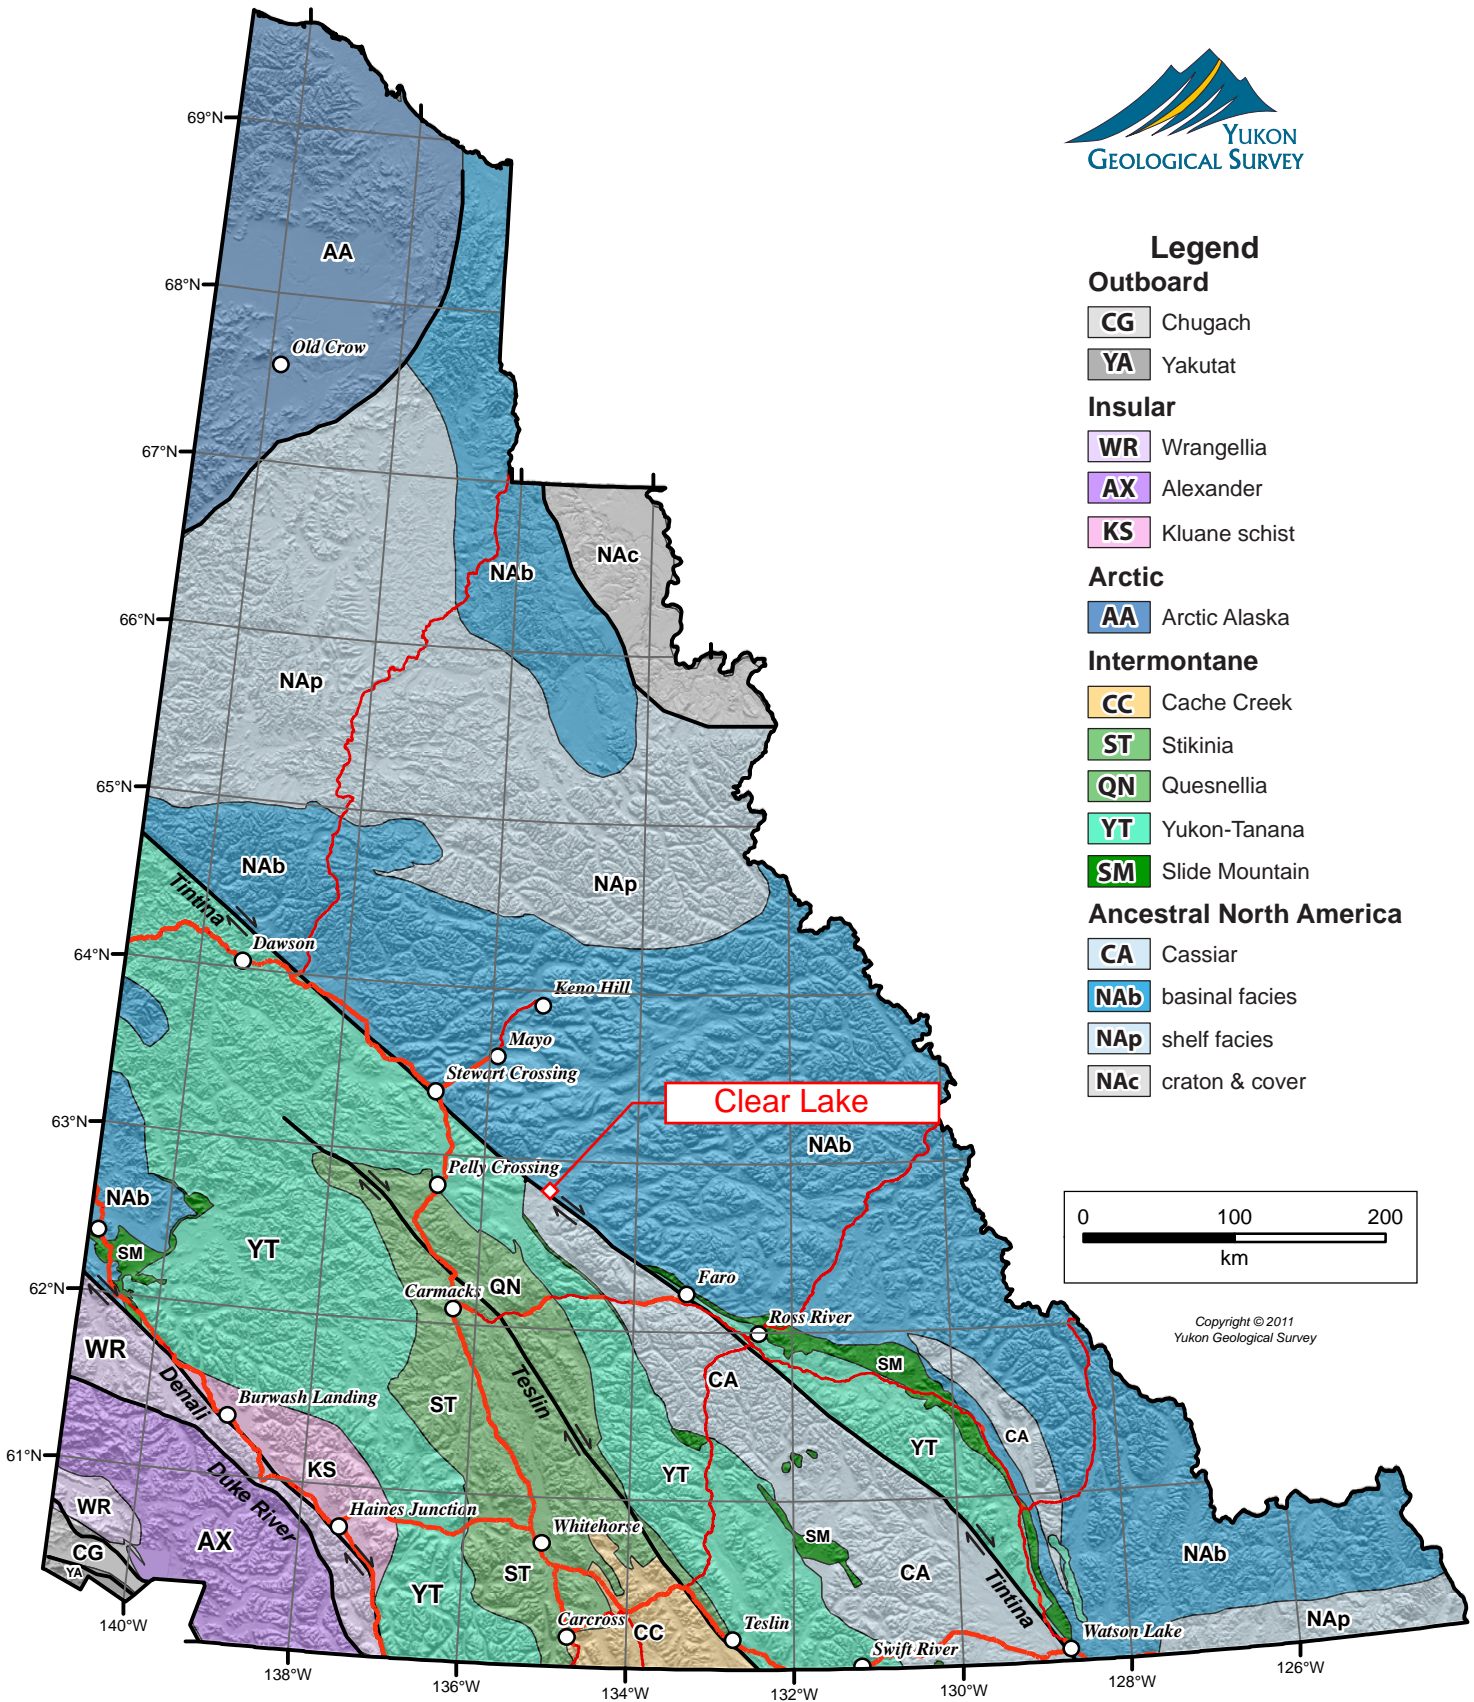 YUKON
GEOLOGICAL SURVEY
Legend
Outboard
CG Chugach
YA Yakutat
Insular
WR Wrangellia
AX Alexander
KS Kluane schist
Arctic
AA Arctic Alaska
Intermontane
CC Cache Creek
ST Stikinia
QN Quesnellia
YT Yukon-Tanana
SM Slide Mountain
Ancestral North America
CA Cassiar
NAb basinal facies
NAp shelf facies
NAc craton & cover
0 100 200
km
Copyright © 2011
Yukon Geological Survey
69°N
AA
68°N
Old Crow
67°N
NAc
NAb
66°N
NAp
65°N
NAb
NAp
Tintina
Dawson
64°N
Keno Hill
Mayo
Stewart Crossing
Clear Lake
63°N
NAb
Pelly Crossing
NAb
YT
SM
62°N
Faro
QN
Carmacks
Ross River
WR
SM
Denali
CA
Teslin
Burwash Landing
ST
CA
61°N
YT
KS
YT
Duke River
WR
Haines Junction
AX
Whitehorse
SM
CG
NAb
YA
ST
CA
YT
Tintina
140°W
Carcross
CC
Teslin
NAp
Watson Lake
Swift River
138°W
136°W
134°W
132°W
130°W
128°W
126°W